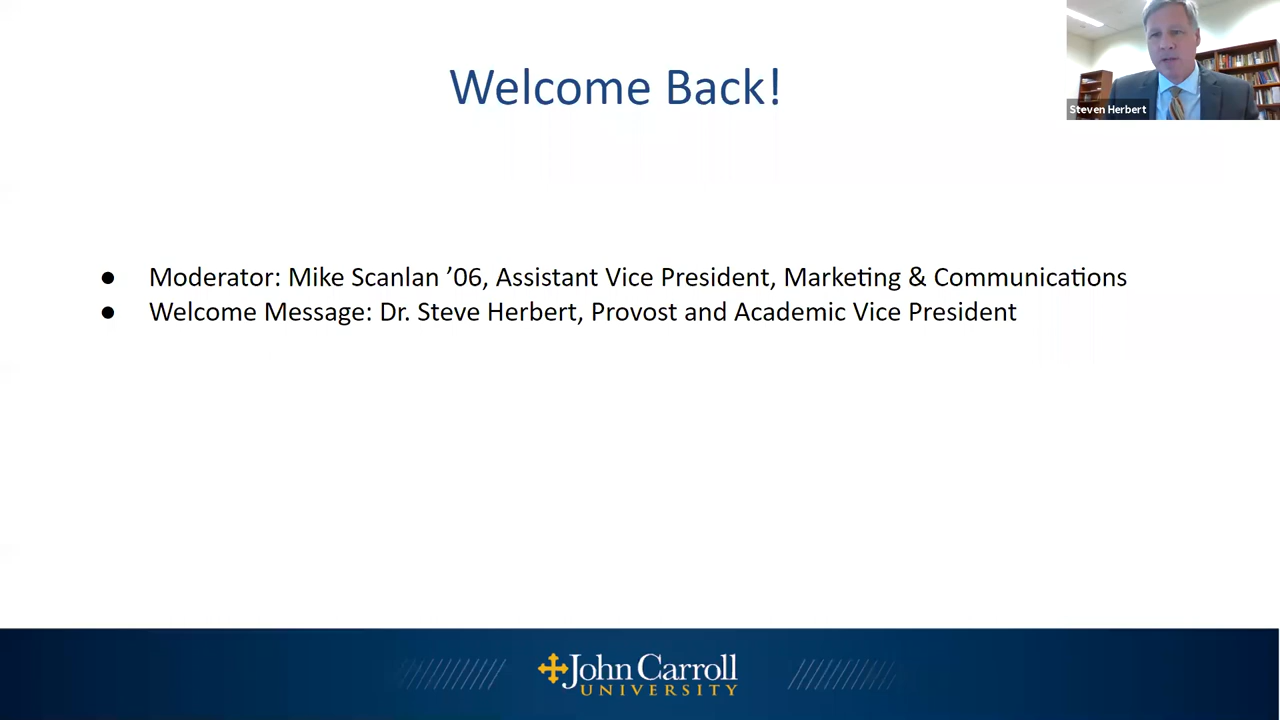 Welcome Back!
Steven Herbert
● Moderator: Mike Scanlan ’06, Assistant Vice President, Marketing & Communications
● Welcome Message: Dr. Steve Herbert, Provost and Academic Vice President
John Carroll
UNIVERSITY